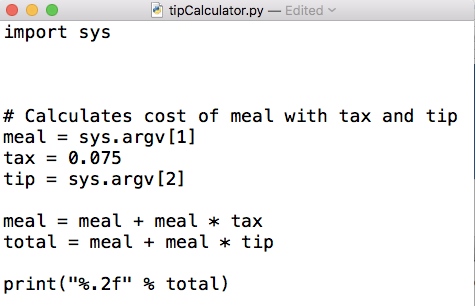 tipCalculator.py — Edited
import sys
# Calculates cost of meal with tax and tip
meal = sys.argv[1]
tax = 0.075
tip = sys.argv[2]
meal = meal + meal * tax
total = meal + meal * tip
print("%.2f" % total)